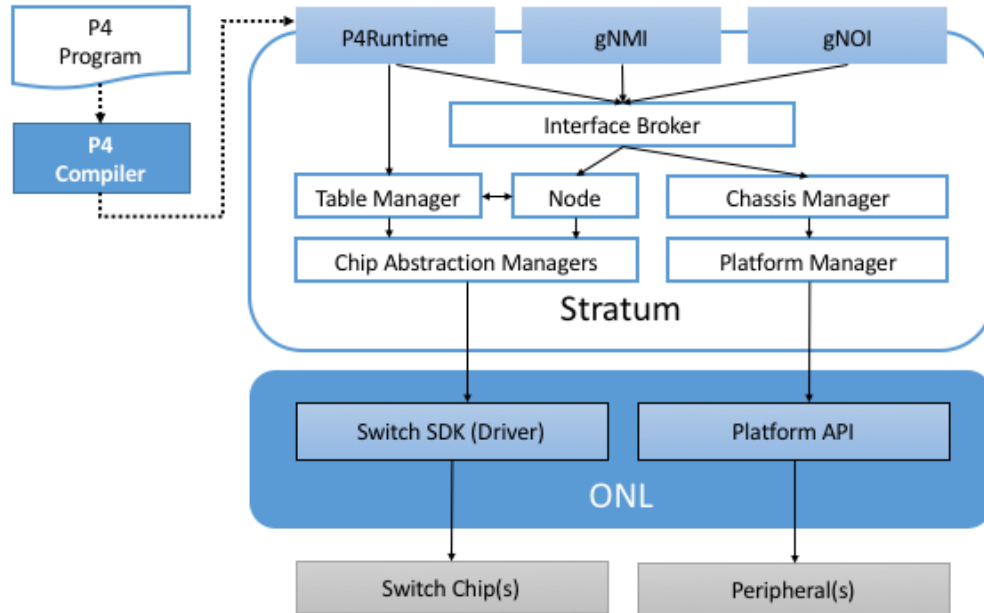 P4
Program
P4
Compiler
P4Runtime
gNMI
gNOI
Interface Broker
Table Manager
Node
Chassis Manager
Chip Abstraction Managers
Platform Manager
Stratum
Switch SDK (Driver)
Platform API
ONL
Switch Chip(s)
Peripheral(s)